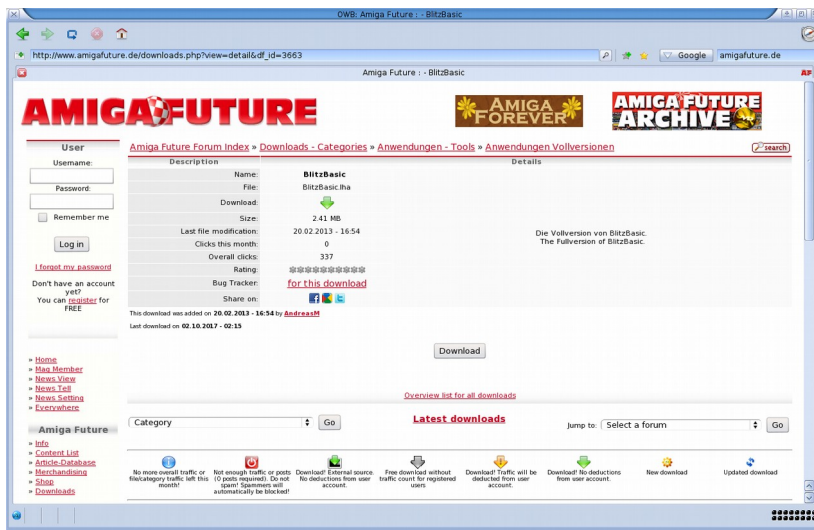 OWB: Amiga Future : - BlitzBasic
http://www.amigafuture.de/downloads.php?view=detail&df_id=3663
Google
amigafuture.de
Amiga Future : - BlitzBasic
AF
AMIGA FUTURE
AMIGA FOREVER
AMIGA FUTURE ARCHIVE
User
Username:
Password:
Remember me
Log in
I forgot my password
Don't have an account yet?
You can register for FREE
» Home
» Mag Member
» News View
» News Tell
» News Setting
» Everywhere
Amiga Future
» Info
» Content List
» Article-Database
» Merchandising
» Shop
» Downloads
Amiga Future Forum Index » Downloads - Categories » Anwendungen - Tools » Anwendungen Vollversionen
search
Description
Details
Name: BlitzBasic
File: BlitzBasic.lha
Download:
Size: 2.41 MB
Last file modification: 20.02.2013 - 16:54
Clicks this month: 0
Overall clicks: 337
Rating:
Bug Tracker: for this download
Share on:
Die Vollversion von BlitzBasic.
The Fullversion of BlitzBasic.
This download was added on 20.02.2013 - 16:54 by AndreasM
Last download on 02.10.2017 - 02:15
Download
Overview list for all downloads
Category
Go
Latest downloads
Jump to:
Select a forum
Go
No more overall traffic or file/category traffic left this month!
Not enough traffic or posts (0 posts required). Do not spam! Spammers will automatically be blocked!
Download! External source. No deductions from user account.
Free download without traffic count for registered users
Download! Traffic will be deducted from user account.
Download! No deductions from user account.
New download
Updated download